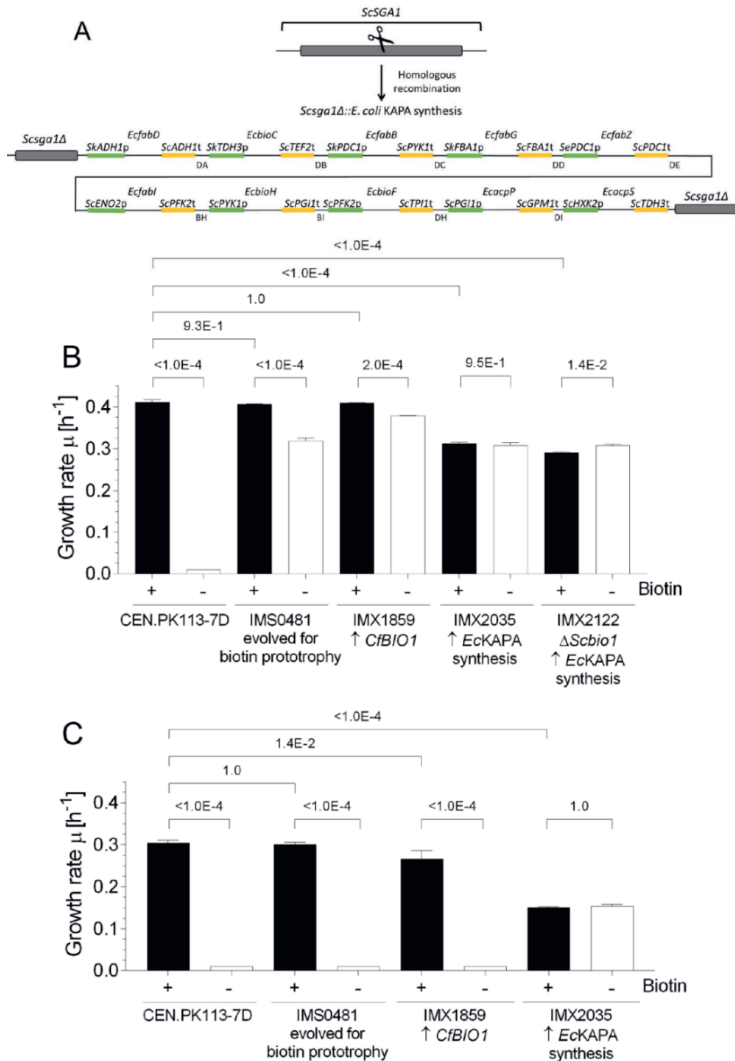 A
ScSGA1
Homologous
recombination
Scsga1Δ::E. coli KAPA synthesis
Scsga1Δ
EcfabD EcbioC EcfabB EcfabG EcfabZ
SkADH1p ScADH1t SkTDH3p ScTEF2t SkPDC1p ScPYK1t SkFBA1p ScFBA1t SePDC1p ScPDC1t
DA DB DC DD DE
EcfabI EcbioH EcbioF EcacpP EcacpS
Scsga1Δ
ScENO2p ScPFK2t ScPYK1p ScPGI1t ScPFK2p ScTPI1t ScPGI1p ScGPM1t ScHXK2p ScTDH3t
BH BI DH DI
<1.0E-4
<1.0E-4
1.0
9.3E-1
B
<1.0E-4 <1.0E-4 2.0E-4 9.5E-1 1.4E-2
Growth rate μ [h⁻¹]
0.4
0.3
0.2
0.1
0.0
+ - + - + - + - + - Biotin
CEN.PK113-7D IMS0481 IMX1859 IMX2035 IMX2122
evolved for ↑ CfBIO1 ↑ EcKAPA ΔScbio1
biotin prototrophy synthesis ↑ EcKAPA
synthesis
C
<1.0E-4
1.4E-2
1.0
<1.0E-4 <1.0E-4 <1.0E-4 1.0
Growth rate μ [h⁻¹]
0.4
0.3
0.2
0.1
0.0
+ - + - + - + - Biotin
CEN.PK113-7D IMS0481 IMX1859 IMX2035
evolved for ↑ CfBIO1 ↑ EcKAPA
biotin prototrophy synthesis